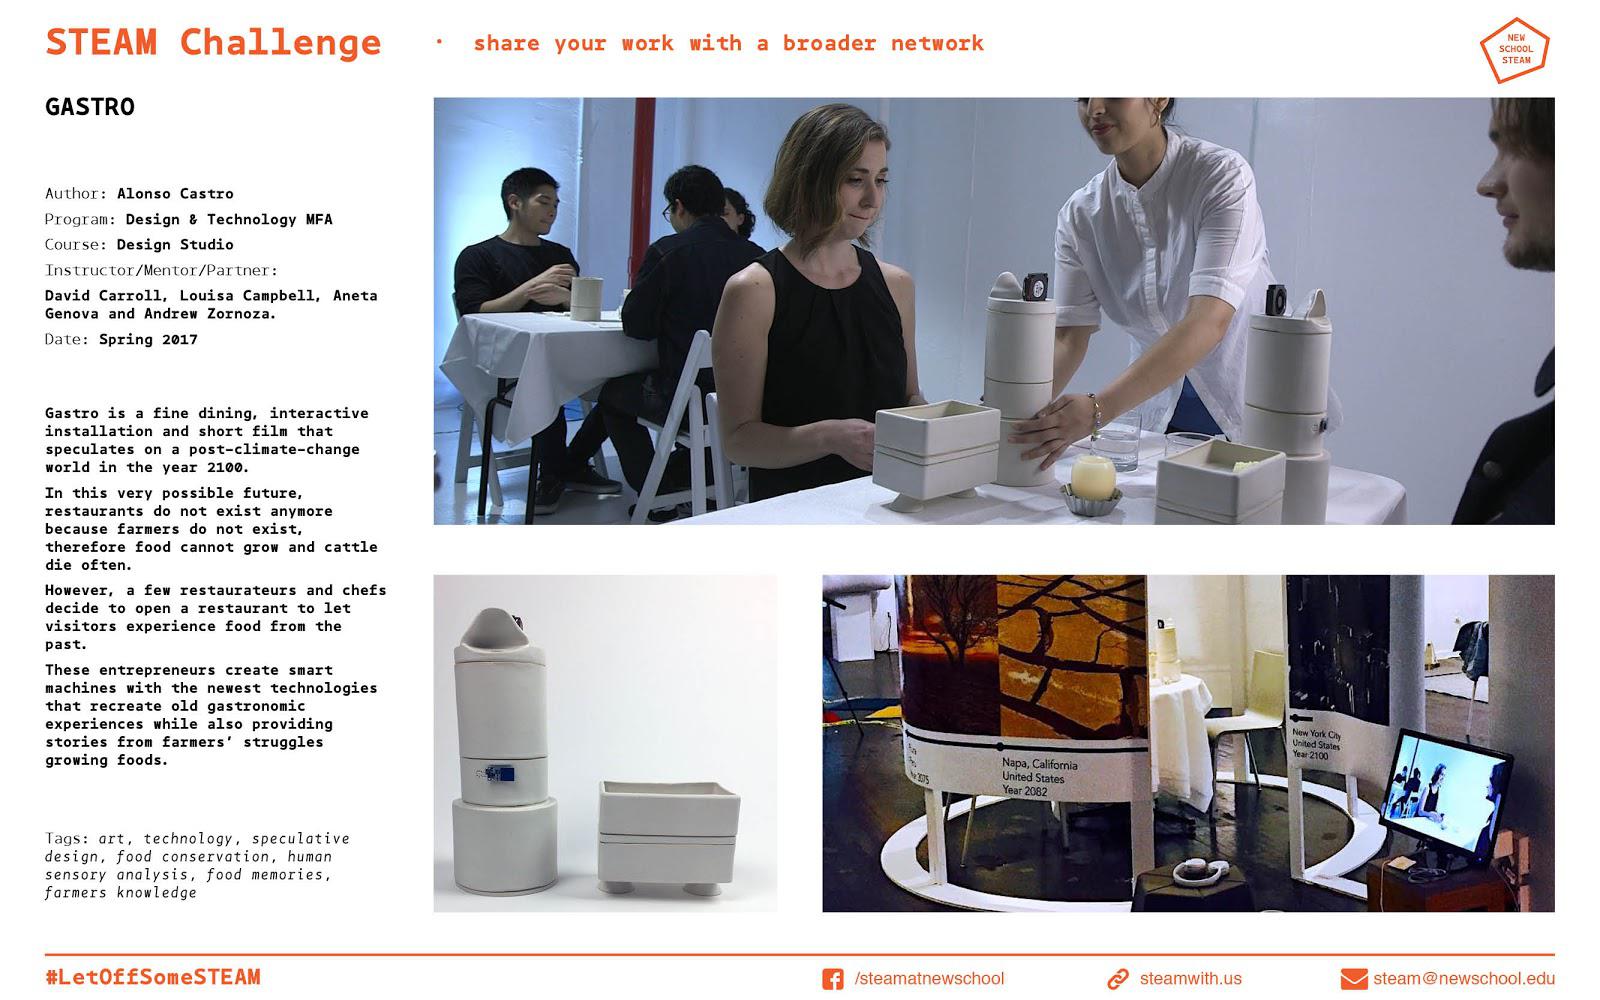 STEAM Challenge · share your work with a broader network
NEW
SCHOOL
STEAM
GASTRO
Author: Alonso Castro
Program: Design & Technology MFA
Course: Design Studio
Instructor/Mentor/Partner:
David Carroll, Louisa Campbell, Aneta
Genova and Andrew Zornoza.
Date: Spring 2017
Gastro is a fine dining, interactive
installation and short film that
speculates on a post-climate-change
world in the year 2100.
In this very possible future,
restaurants do not exist anymore
because farmers do not exist,
therefore food cannot grow and cattle
die often.
However, a few restaurateurs and chefs
decide to open a restaurant to let
visitors experience food from the
past.
These entrepreneurs create smart
machines with the newest technologies
that recreate old gastronomic
experiences while also providing
stories from farmers’ struggles
growing foods.
Tags: art, technology, speculative
design, food conservation, human
sensory analysis, food memories,
farmers knowledge
2075
Napa, California
United States
Year 2082
New York City
United States
Year 2100
#LetOffSomeSTEAM
/steamatnewschool
steamwith.us
steam@newschool.edu